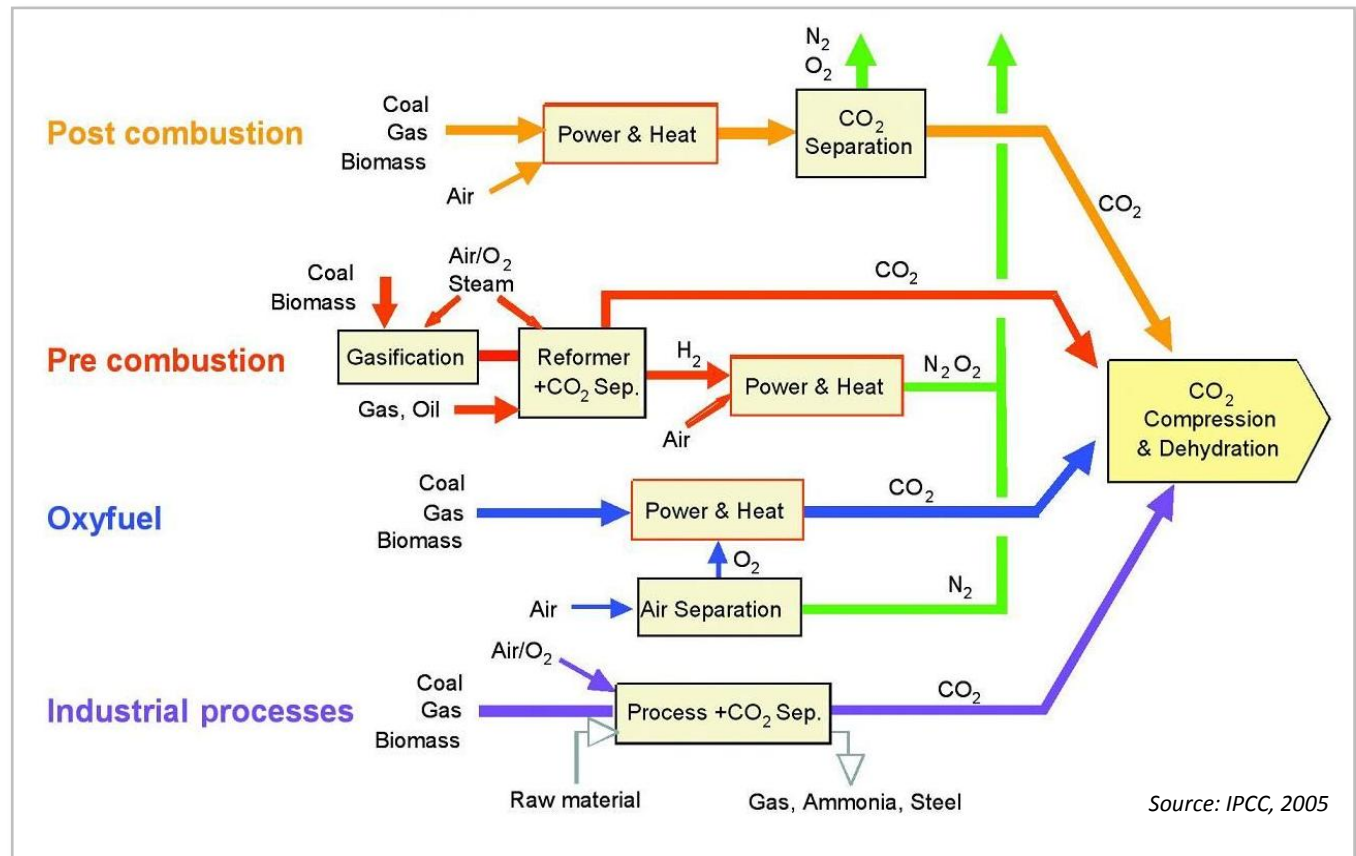 N₂
O₂
Post combustion
Coal
Gas
Biomass
Air
Power & Heat
CO₂
Separation
CO₂
Pre combustion
Coal
Biomass
Air/O₂
Steam
Gasification
Reformer
+CO₂ Sep.
Gas, Oil
H₂
Air
Power & Heat
CO₂
N₂O₂
CO₂
Compression
& Dehydration
Oxyfuel
Coal
Gas
Biomass
Power & Heat
CO₂
O₂
Air
Air Separation
N₂
Industrial processes
Air/O₂
Coal
Gas
Biomass
Process +CO₂ Sep.
CO₂
Raw material
Gas, Ammonia, Steel
Source: IPCC, 2005